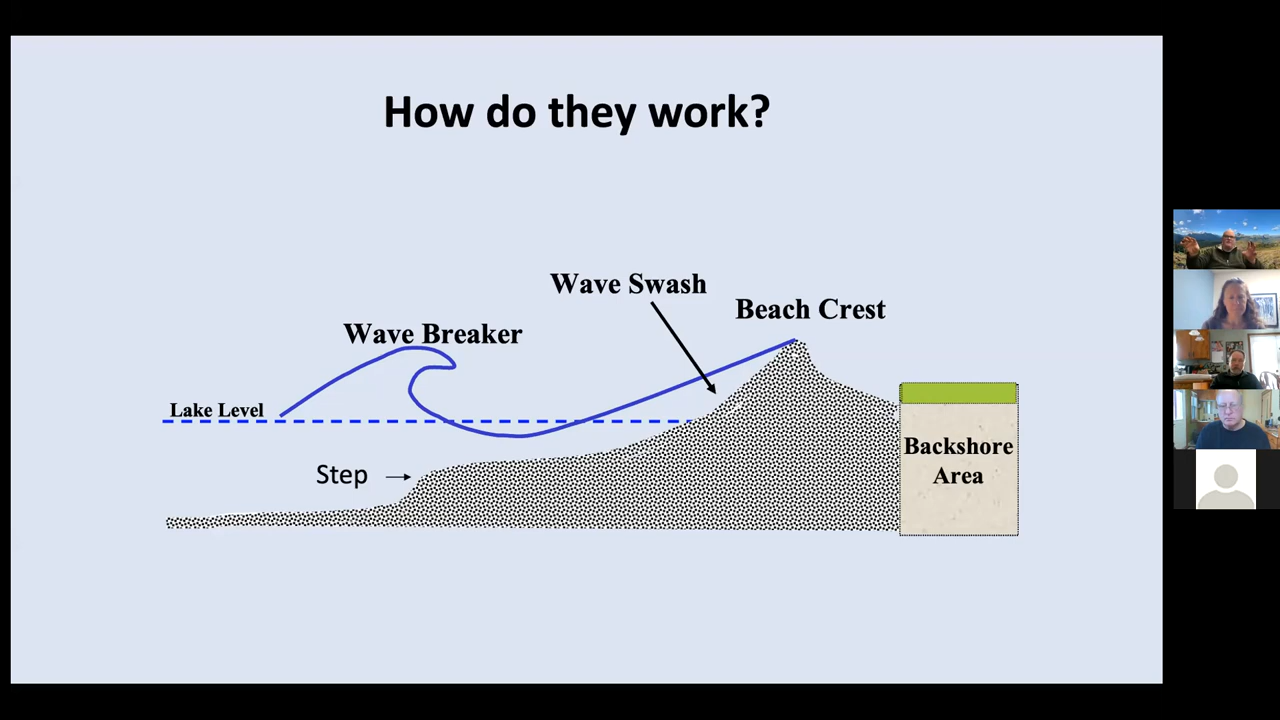 How do they work?
Wave Swash
Beach Crest
Wave Breaker
Lake Level
Backshore
Area
Step